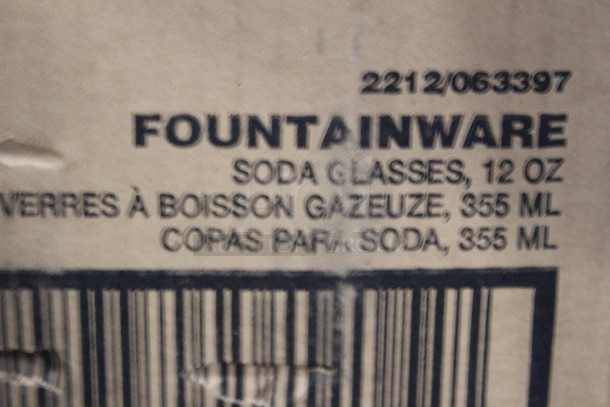 2212/063397
FOUNTAINWARE
SODA GLASSES, 12 OZ
VERRES À BOISSON GAZEUZE, 355 ML
COPAS PARA SODA, 355 ML